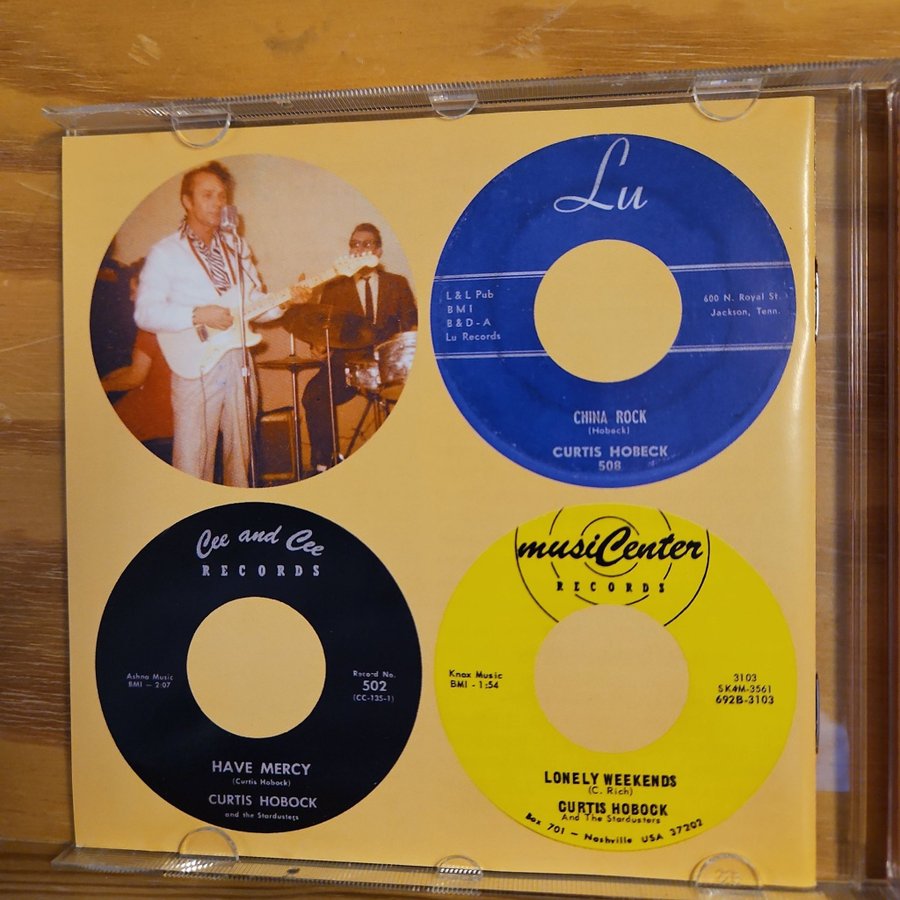 Lu
L & L Pub
BMI
B & D - A
Lu Records
600 N. Royal St.
Jackson, Tenn.
CHINA ROCK
(Hobeck)
CURTIS HOBECK
508
Cee and Cee
RECORDS
Ashna Music
BMI — 2:07
Record No.
502
(CC-135-1)
HAVE MERCY
(Curtis Hobock)
CURTIS HOBOCK
and the Stardusters
musiCenter
RECORDS
Knox Music
BMI - 1:54
3103
SK4M-3561
692B-3103
LONELY WEEKENDS
(C. Rich)
CURTIS HOBOCK
And The Stardusters
Box 701 — Nashville USA 37202